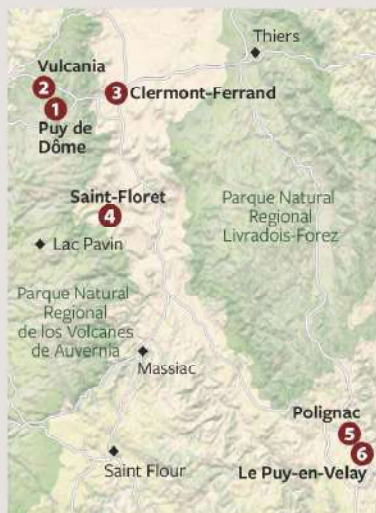 Thiers
Vulcania
2
3 Clermont-Ferrand
1
Puy de
Dôme
Saint-Floret
4
Lac Pavin
Parque Natural
Regional
Livradois-Forez
Parque Natural
Regional
de los Volcanes
de Auvernia
Massiac
Polignac
5
6
Saint Flour
Le Puy-en-Velay